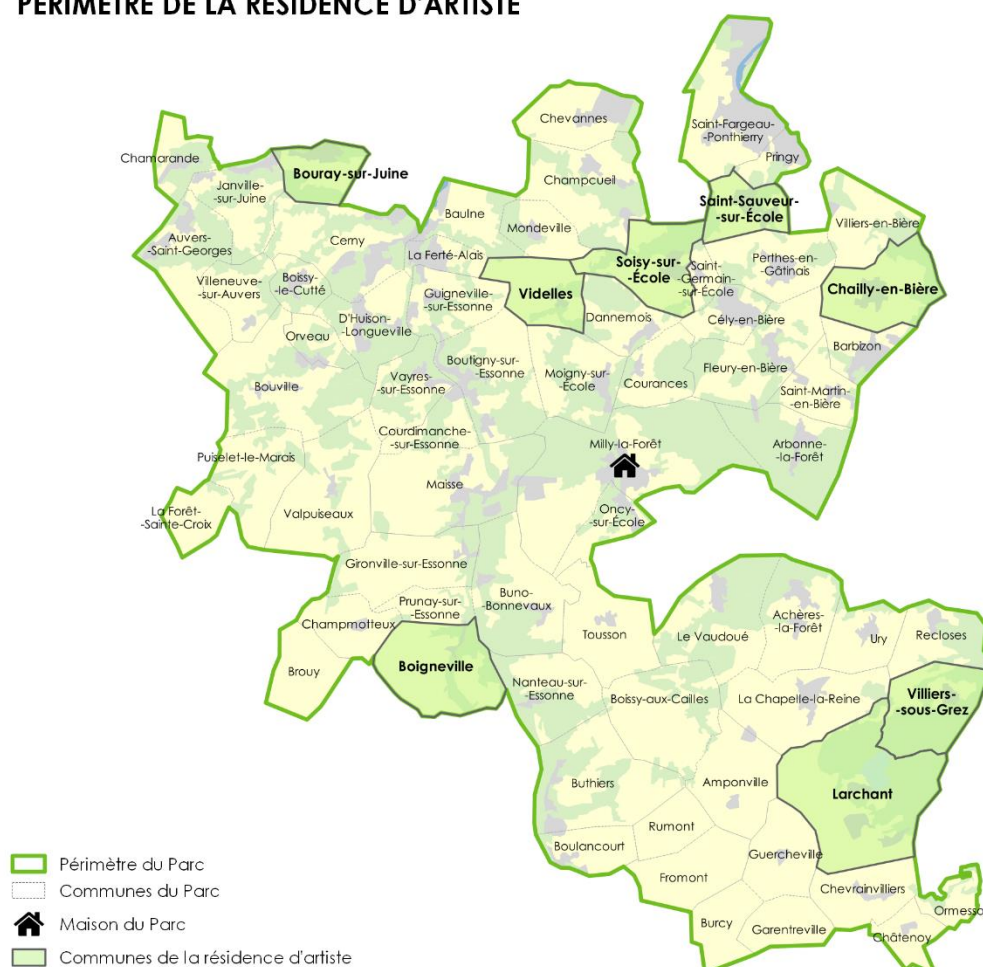 PÉRIMÈTRE DE LA RÉSIDENCE D'ARTISTE
Chevannes
Saint-Fargeau-
-Ponthierry
Pringy
Chamarande
Bouray-sur-Juine
Champcueil
Janville-
-sur-Juine
Saint-Sauveur-
-sur-École
Baulne
Mondeville
Villiers-en-Bière
Auvers-
-Saint-Georges
Cerny
La Ferté-Alais
Soisy-sur-
-École
Saint-
-Germain-
-sur-École
Perthes-en-
-Gâtinais
Villeneuve-
-sur-Auvers
Boissy-
-le-Cutté
Guigneville-
-sur-Essonne
Videlles
Chailly-en-Bière
D'Huison-
-Longueville
Dannemois
Cély-en-Bière
Orveau
Barbizon
Boutigny-sur-
-Essonne
Moigny-sur-
-École
Courances
Fleury-en-Bière
Bouville
Vayres-
-sur-Essonne
Saint-Martin-
-en-Bière
Courdimanche-
-sur-Essonne
Milly-la-Forêt
Arbonne-
-la-Forêt
Puiselet-le-Marais
Maisse
La Forêt-
-Sainte-Croix
Valpuiseaux
Oncy-
-sur-École
Gironville-sur-Essonne
Prunay-sur-
-Essonne
Buno-
-Bonnevaux
Champmotteux
Tousson
Le Vaudoué
Achères-
-la-Forêt
Ury
Recloses
Brouy
Boigneville
Nanteau-sur-
-Essonne
Boissy-aux-Cailles
La Chapelle-la-Reine
Villiers-
-sous-Grez
Buthiers
Amponville
Larchant
Rumont
Boulancourt
Guercheville
Fromont
Chevrainvilliers
Ormesso
Burcy
Garentreville
Châtenoy
Périmètre du Parc
Communes du Parc
Maison du Parc
Communes de la résidence d'artiste